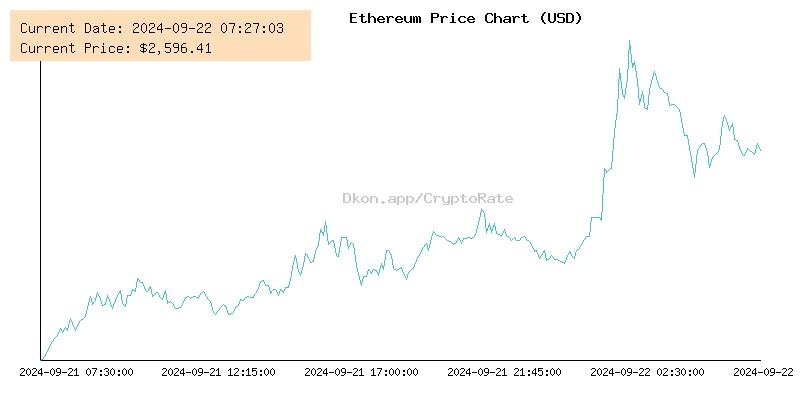 Ethereum Price Chart (USD)
Current Date: 2024-09-22 07:27:03
Current Price: $2,596.41
Dkon.app/CryptoRate
2024-09-21 07:30:00 2024-09-21 12:15:00 2024-09-21 17:00:00 2024-09-21 21:45:00 2024-09-22 02:30:00 2024-09-22